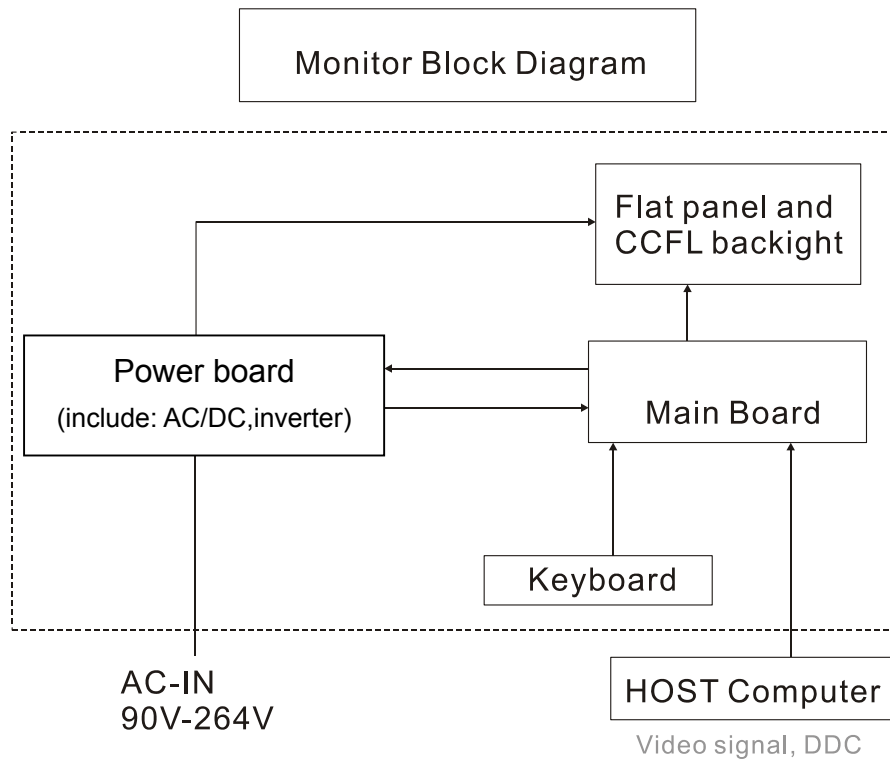 Monitor Block Diagram
Flat panel and
CCFL backight
Power board
(include: AC/DC,inverter)
Main Board
Keyboard
AC-IN
90V-264V
HOST Computer
Video signal, DDC